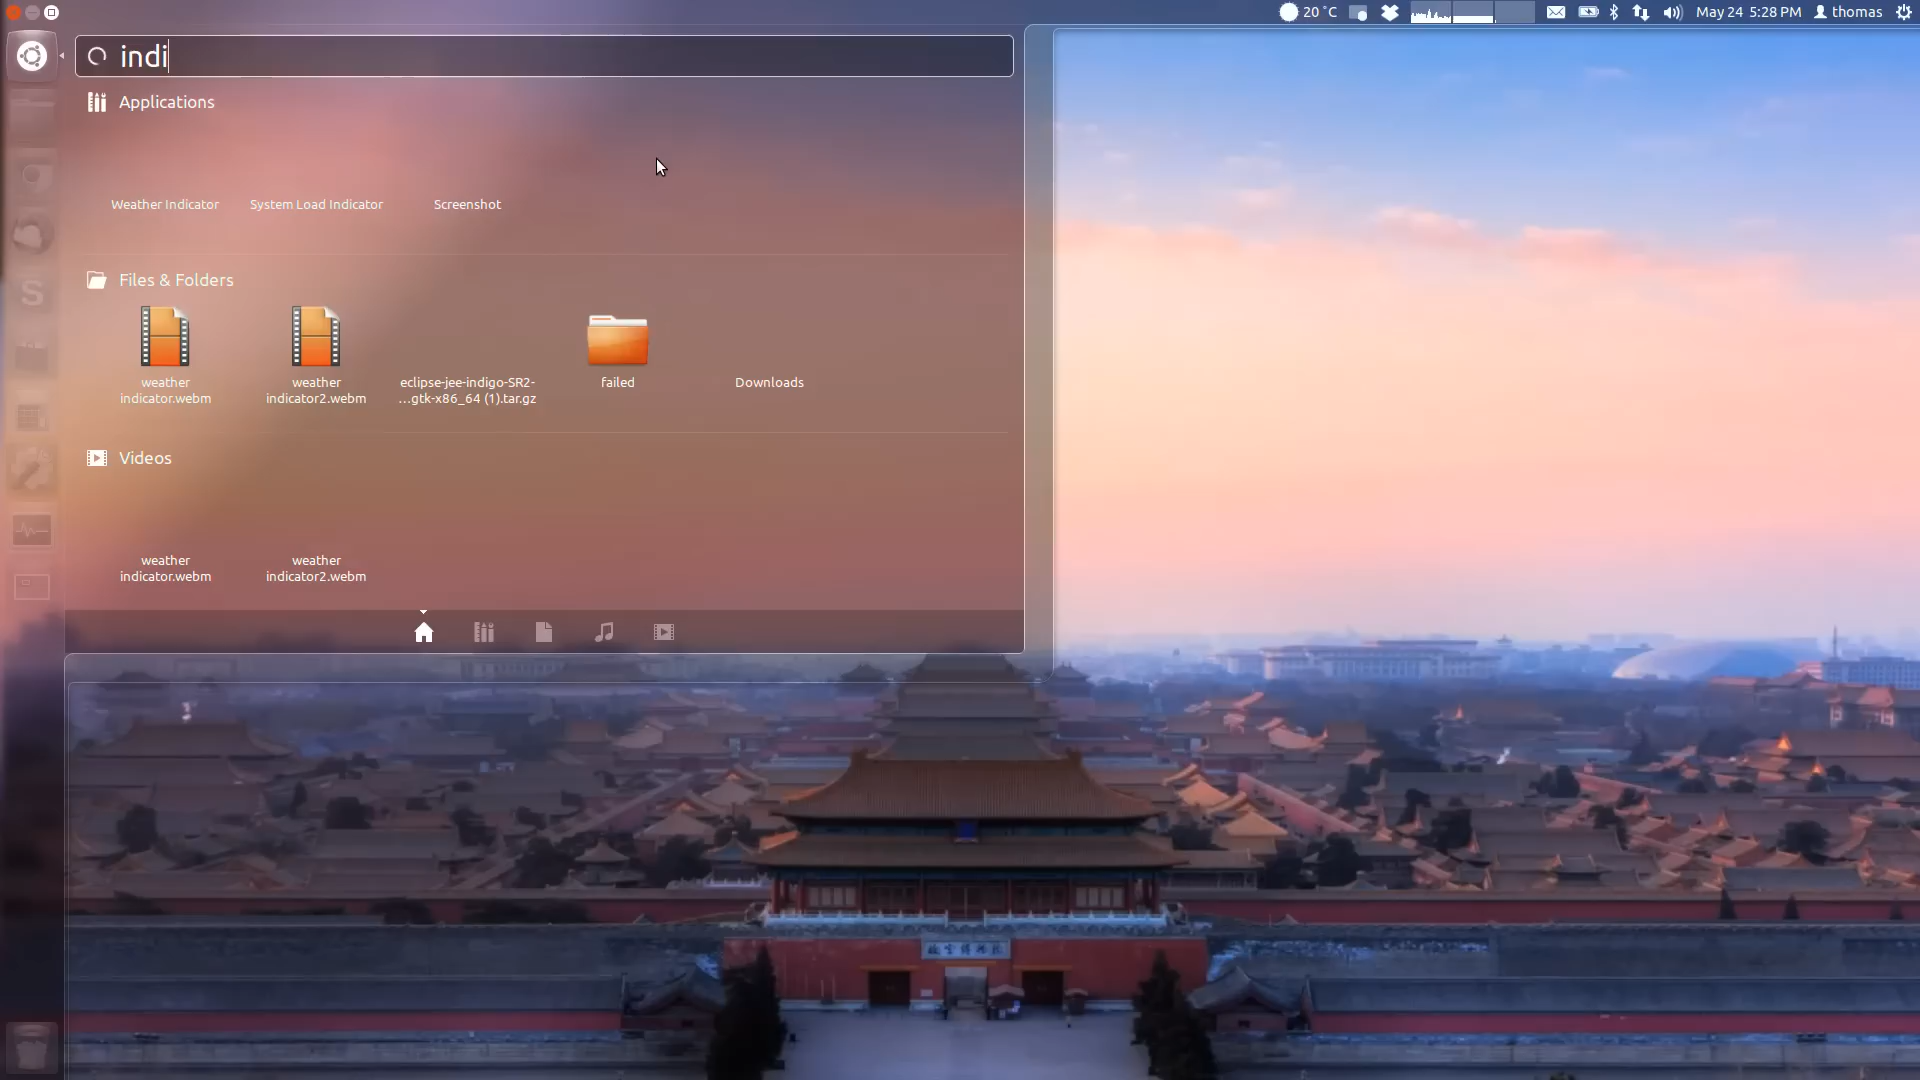 20 °C
May 24 5:28 PM
thomas
indi
Applications
Weather Indicator
System Load Indicator
Screenshot
Files & Folders
weather
indicator.webm
weather
indicator2.webm
eclipse-jee-indigo-SR2-
...gtk-x86_64 (1).tar.gz
failed
Downloads
Videos
weather
indicator.webm
weather
indicator2.webm
S